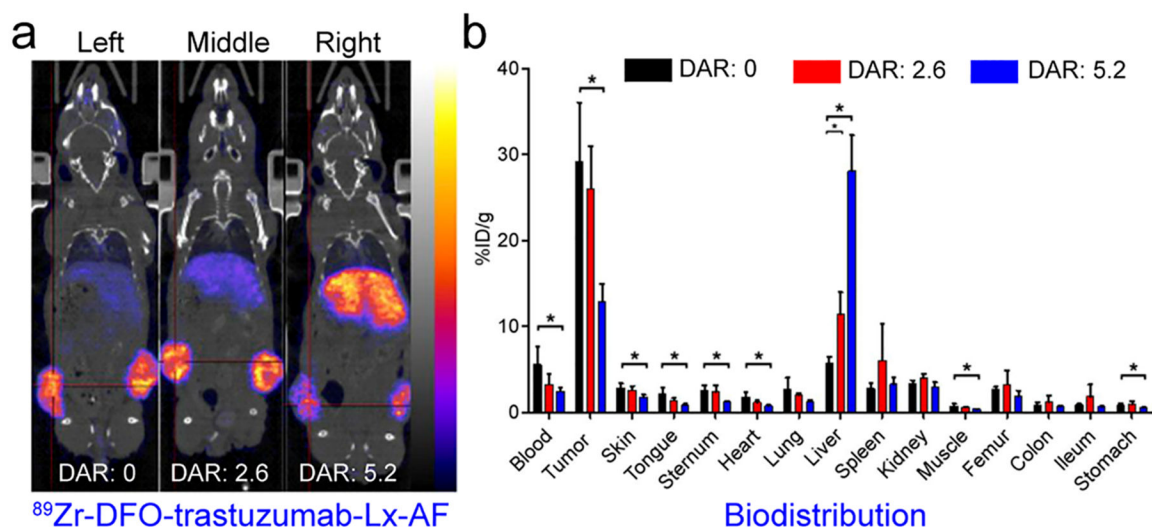 a
Left Middle Right
DAR: 0 DAR: 2.6 DAR: 5.2
⁸⁹Zr-DFO-trastuzumab-Lx-AF
b
DAR: 0 DAR: 2.6 DAR: 5.2
%ID/g
40
30
20
10
0
* * * * * * * * * *
Blood Tumor Skin Tongue Sternum Heart Lung Liver Spleen Kidney Muscle Femur Colon Ileum Stomach
Biodistribution